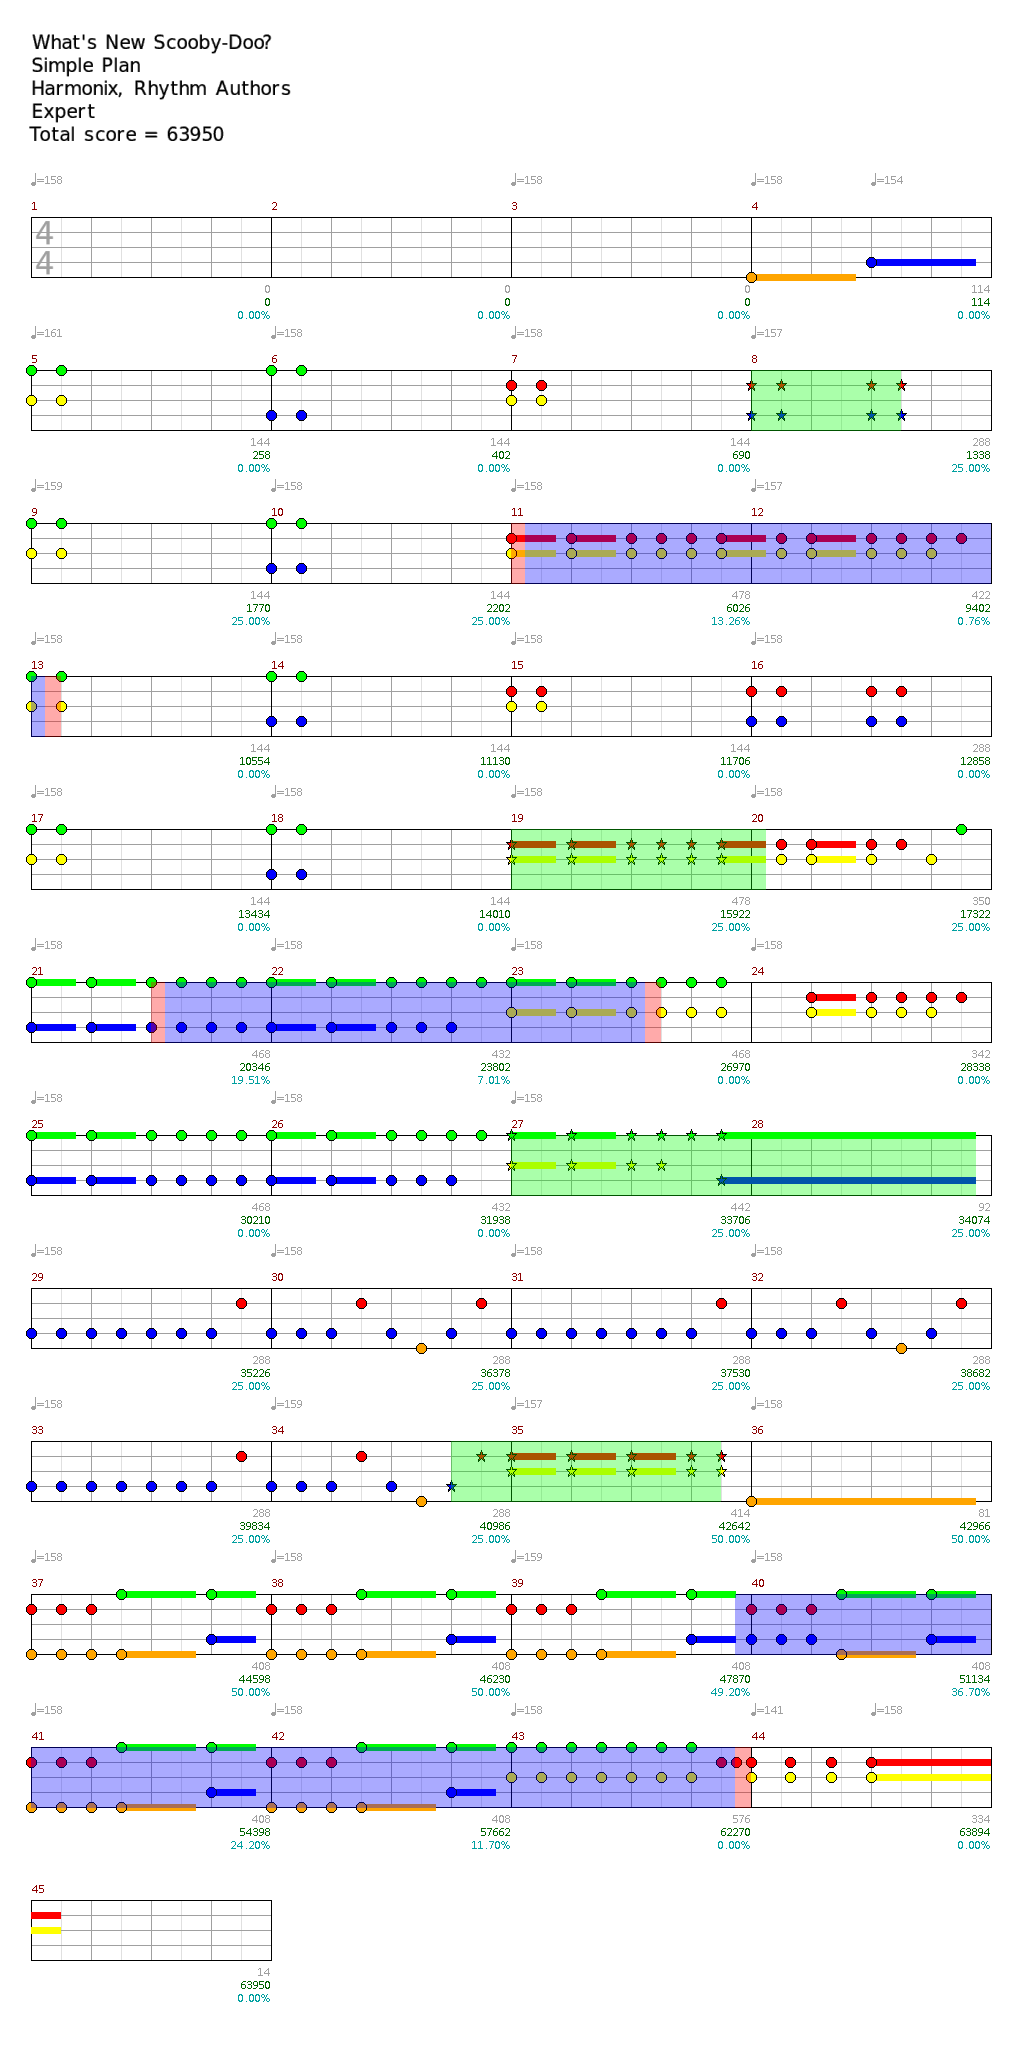 What's New Scooby-Doo?
Simple Plan
Harmonix, Rhythm Authors
Expert
Total score = 63950
♩=158 ♩=158 ♩=158 ♩=154
1 2 3 4
4
4
0 0 0 114
0 0 0 114
0.00% 0.00% 0.00% 0.00%
♩=161 ♩=158 ♩=158 ♩=157
5 6 7 8
144 144 144 288
258 402 690 1338
0.00% 0.00% 0.00% 25.00%
♩=159 ♩=158 ♩=158 ♩=157
9 10 11 12
144 144 478 422
1770 2202 6026 9402
25.00% 25.00% 13.26% 0.76%
♩=158 ♩=158 ♩=158 ♩=158
13 14 15 16
144 144 144 288
10554 11130 11706 12858
0.00% 0.00% 0.00% 0.00%
♩=158 ♩=158 ♩=158 ♩=158
17 18 19 20
144 144 478 350
13434 14010 15922 17322
0.00% 0.00% 25.00% 25.00%
♩=158 ♩=158 ♩=158 ♩=158
21 22 23 24
468 432 468 342
20346 23802 26970 28338
19.51% 7.01% 0.00% 0.00%
♩=158 ♩=158 ♩=158 ♩=158
25 26 27 28
468 432 442 92
30210 31938 33706 34074
0.00% 0.00% 25.00% 25.00%
♩=158 ♩=158 ♩=158 ♩=158
29 30 31 32
288 288 288 288
35226 36378 37530 38682
25.00% 25.00% 25.00% 25.00%
♩=158 ♩=159 ♩=157 ♩=158
33 34 35 36
288 288 414 81
39834 40986 42642 42966
25.00% 25.00% 50.00% 50.00%
♩=158 ♩=158 ♩=159 ♩=158
37 38 39 40
408 408 408 408
44598 46230 47870 51134
50.00% 50.00% 49.20% 36.70%
♩=158 ♩=158 ♩=158 ♩=141 ♩=158
41 42 43 44
408 408 576 334
54398 57662 62270 63894
24.20% 11.70% 0.00% 0.00%
45
14
63950
0.00%